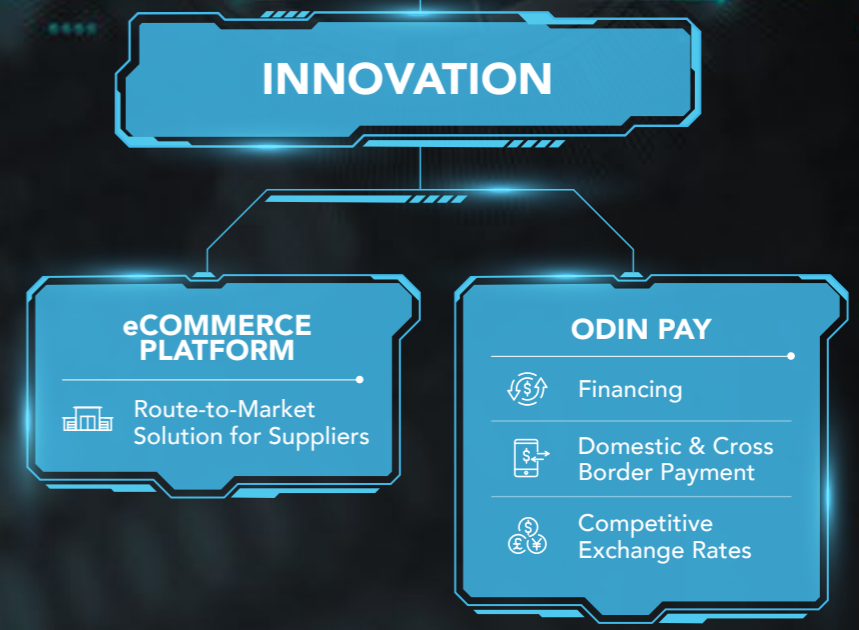 INNOVATION
eCOMMERCE
PLATFORM
Route-to-Market
Solution for Suppliers
ODIN PAY
Financing
Domestic & Cross
Border Payment
Competitive
Exchange Rates